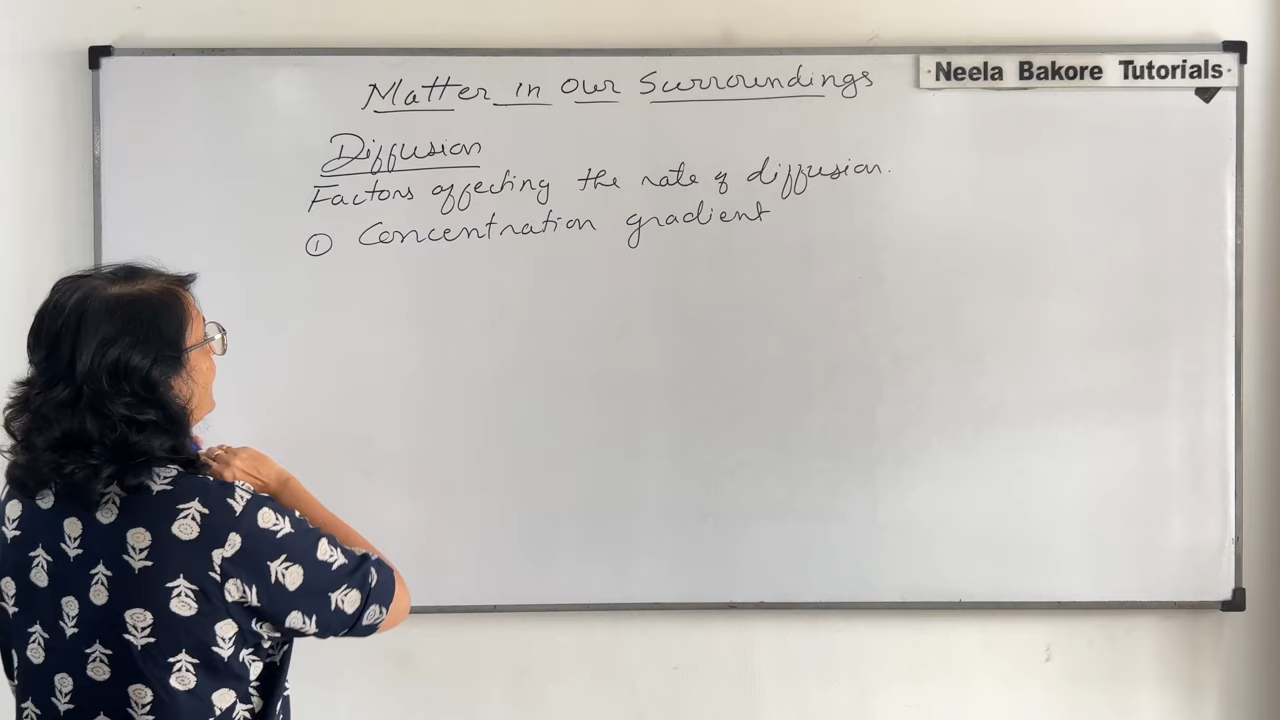 Matter in Our Surroundings
·Neela Bakore Tutorials·
Diffusion
Factors affecting the rate of diffusion.
① Concentration gradient